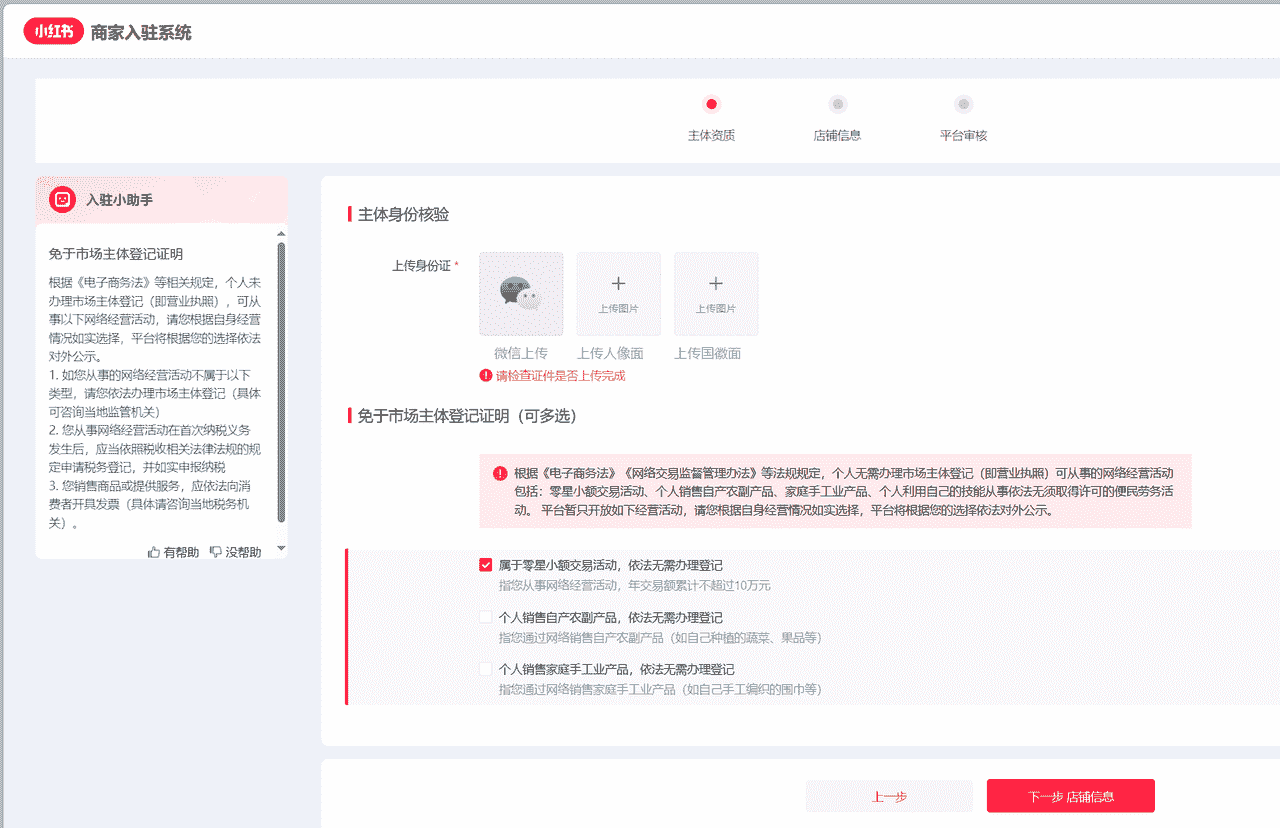 小红书 商家入驻系统
主体资质
店铺信息
平台审核
入驻小助手
免于市场主体登记证明
根据《电子商务法》等相关规定，个人未
办理市场主体登记（即营业执照），可从
事以下网络经营活动，请您根据自身经营
情况如实选择，平台将根据您的选择依法
对外公示。
1. 如您从事的网络经营活动不属于以下
类型，请您依法办理市场主体登记（具体
可咨询当地监管机关）
2. 您从事网络经营活动在首次纳税义务
发生后，应当依照税收相关法律法规的规
定申请税务登记，并如实申报纳税
3. 您销售商品或提供服务，应依法向消
费者开具发票（具体请咨询当地税务机
关）。
有帮助 没帮助
主体身份核验
上传身份证 *
上传图片 上传图片
微信上传 上传人像面 上传国徽面
请检查证件是否上传完成
免于市场主体登记证明（可多选）
根据《电子商务法》《网络交易监督管理办法》等法规规定，个人无需办理市场主体登记（即营业执照）可从事的网络经营活动
包括：零星小额交易活动、个人销售自产农副产品、家庭手工业产品、个人利用自己的技能从事依法无须取得许可的便民劳务活
动。 平台暂只开放如下经营活动，请您根据自身经营情况如实选择，平台将根据您的选择依法对外公示。
属于零星小额交易活动，依法无需办理登记
指您从事网络经营活动，年交易额累计不超过10万元
个人销售自产农副产品，依法无需办理登记
指您通过网络销售自产农副产品（如自己种植的蔬菜、果品等）
个人销售家庭手工业产品，依法无需办理登记
指您通过网络销售家庭手工业产品（如自己手工编织的围巾等）
上一步
下一步 店铺信息